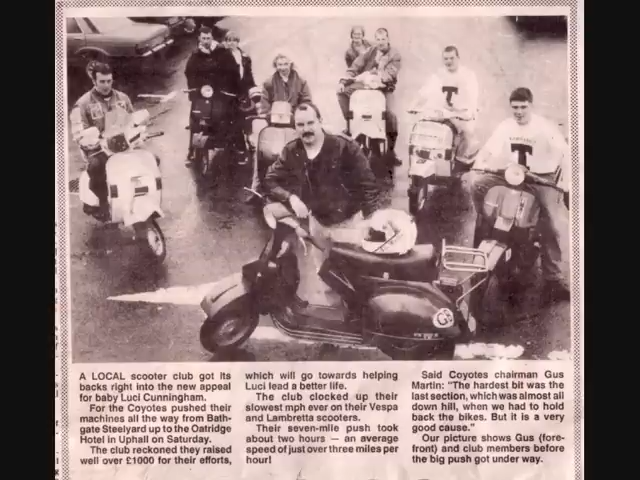 A LOCAL scooter club got its
backs right into the new appeal
for baby Luci Cunningham.
For the Coyotes pushed their
machines all the way from Bath-
gate Steelyard up to the Oatridge
Hotel in Uphall on Saturday.
The club reckoned they raised
well over £1000 for their efforts,
which will go towards helping
Luci lead a better life.
The club clocked up their
slowest mph ever on their Vespa
and Lambretta scooters.
Their seven-mile push took
about two hours — an average
speed of just over three miles per
hour!
Said Coyotes chairman Gus
Martin: "The hardest bit was the
last section, which was almost all
down hill, when we had to hold
back the bikes. But it is a very
good cause."
Our picture shows Gus (fore-
front) and club members before
the big push got under way.
T
T